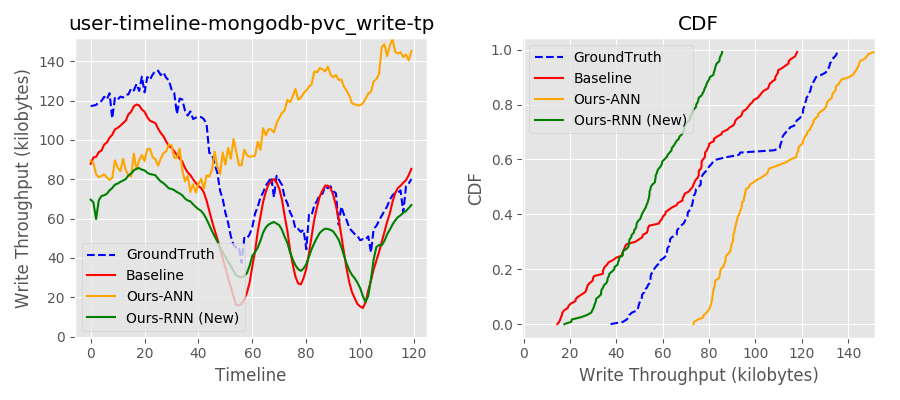 user-timeline-mongodb-pvc_write-tp
Write Throughput (kilobytes)
140
120
100
80
60
40
20
0
GroundTruth
Baseline
Ours-ANN
Ours-RNN (New)
0 20 40 60 80 100 120
Timeline
CDF
CDF
1.0
0.8
0.6
0.4
0.2
0.0
GroundTruth
Baseline
Ours-ANN
Ours-RNN (New)
0 20 40 60 80 100 120 140
Write Throughput (kilobytes)